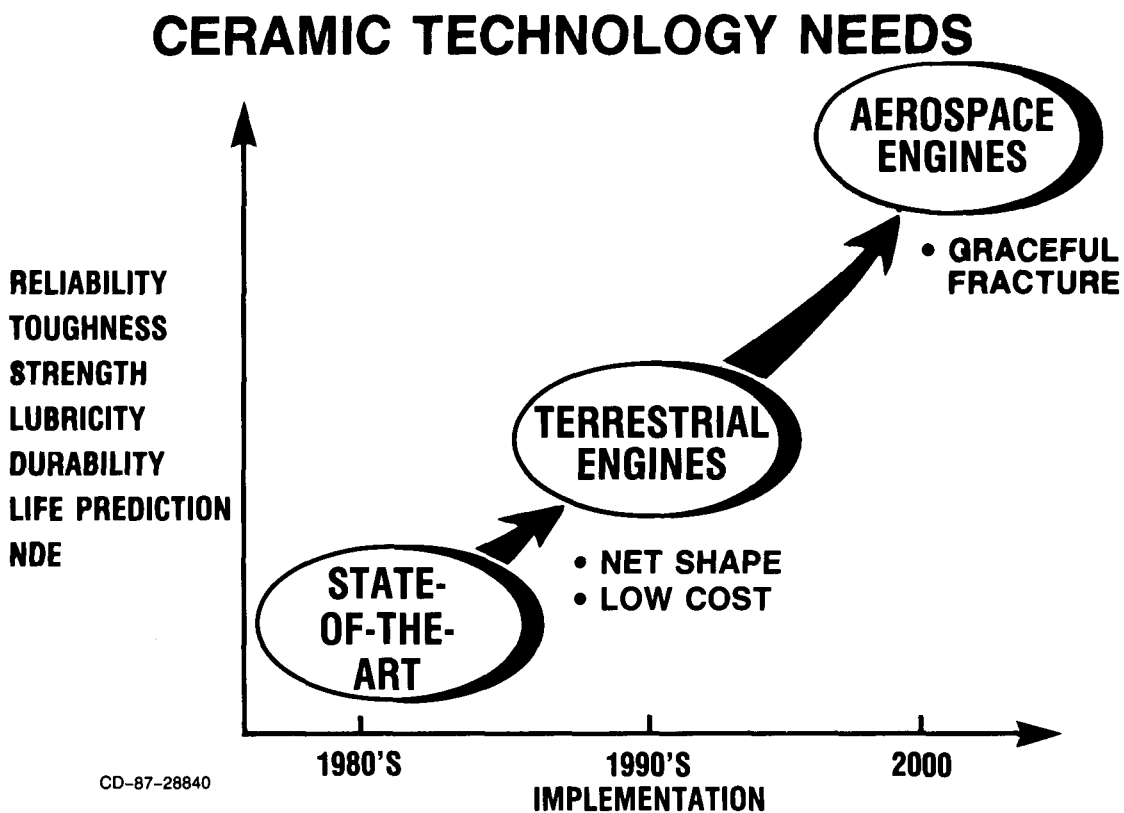 CERAMIC TECHNOLOGY NEEDS
AEROSPACE
ENGINES
• GRACEFUL
FRACTURE
RELIABILITY
TOUGHNESS
STRENGTH
LUBRICITY
DURABILITY
LIFE PREDICTION
NDE
TERRESTRIAL
ENGINES
• NET SHAPE
• LOW COST
STATE-
OF-THE-
ART
1980'S
1990'S
2000
IMPLEMENTATION
CD-87-28840